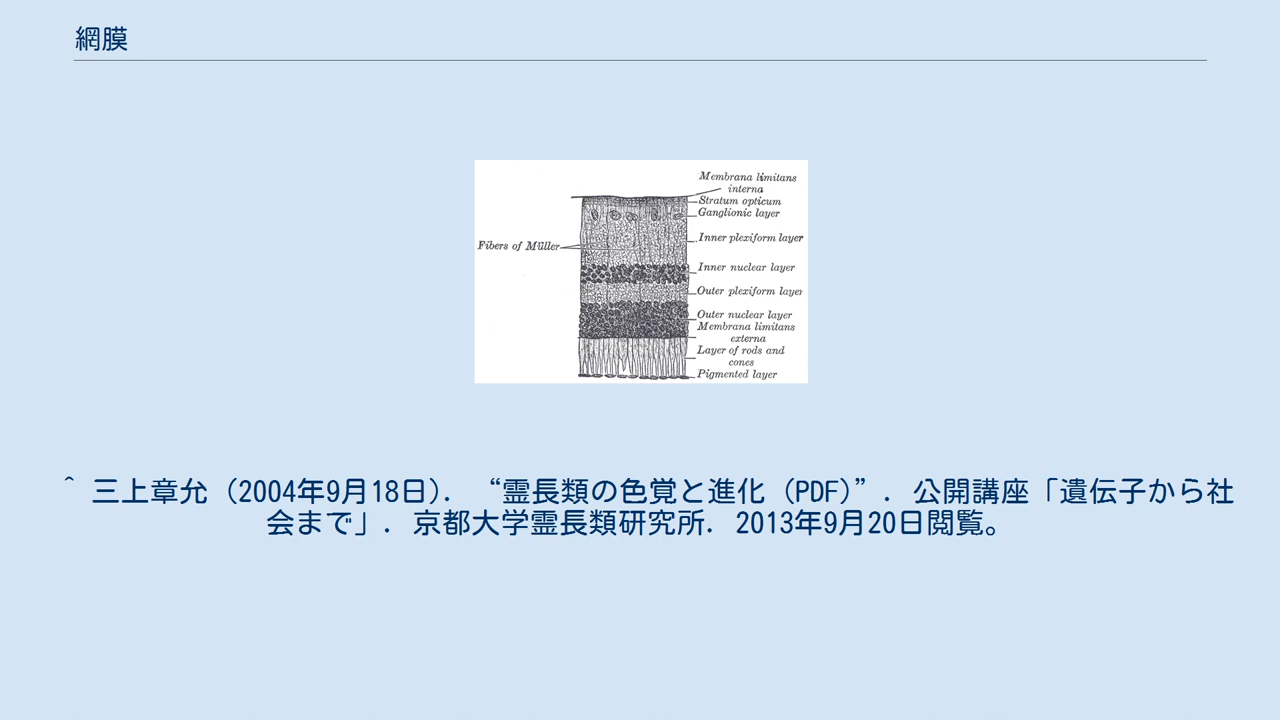 網膜
Membrana limitans
interna
Stratum opticum
Ganglionic layer
Inner plexiform layer
Fibers of Müller
Inner nuclear layer
Outer plexiform layer
Outer nuclear layer
Membrana limitans
externa
Layer of rods and
cones
Pigmented layer
^ 三上章允 (2004年9月18日). “霊長類の色覚と進化 (PDF)”. 公開講座「遺伝子から社
会まで」. 京都大学霊長類研究所. 2013年9月20日閲覧。